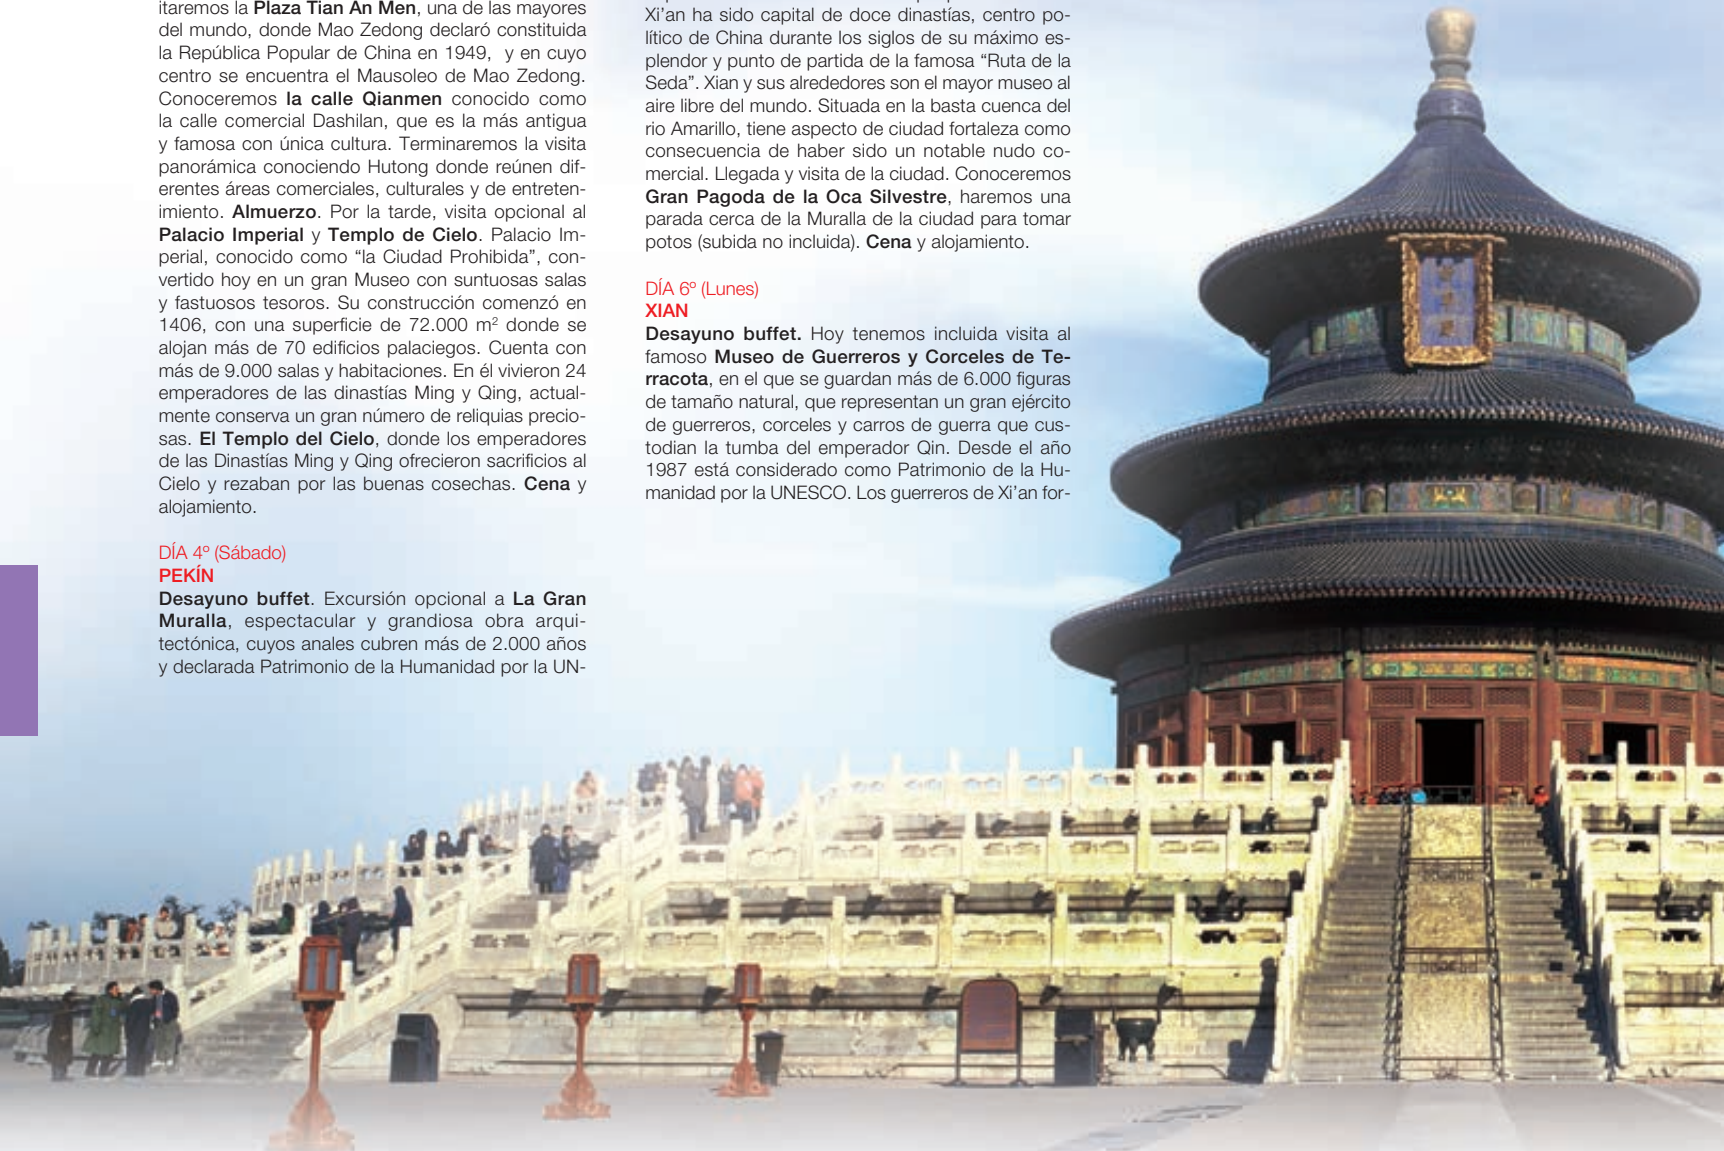 itaremos la Plaza Tian An Men, una de las mayores
del mundo, donde Mao Zedong declaró constituida
la República Popular de China en 1949, y en cuyo
centro se encuentra el Mausoleo de Mao Zedong.
Conoceremos la calle Qianmen conocido como
la calle comercial Dashilan, que es la más antigua
y famosa con única cultura. Terminaremos la visita
panorámica conociendo Hutong donde reúnen dif-
erentes áreas comerciales, culturales y de entreten-
imiento. Almuerzo. Por la tarde, visita opcional al
Palacio Imperial y Templo de Cielo. Palacio Im-
perial, conocido como “la Ciudad Prohibida”, con-
vertido hoy en un gran Museo con suntuosas salas
y fastuosos tesoros. Su construcción comenzó en
1406, con una superficie de 72.000 m² donde se
alojan más de 70 edificios palaciegos. Cuenta con
más de 9.000 salas y habitaciones. En él vivieron 24
emperadores de las dinastías Ming y Qing, actual-
mente conserva un gran número de reliquias precio-
sas. El Templo del Cielo, donde los emperadores
de las Dinastías Ming y Qing ofrecieron sacrificios al
Cielo y rezaban por las buenas cosechas. Cena y
alojamiento.
DÍA 4º (Sábado)
PEKÍN
Desayuno buffet. Excursión opcional a La Gran
Muralla, espectacular y grandiosa obra arqui-
tectónica, cuyos anales cubren más de 2.000 años
y declarada Patrimonio de la Humanidad por la UN-
Xi’an ha sido capital de doce dinastías, centro po-
lítico de China durante los siglos de su máximo es-
plendor y punto de partida de la famosa “Ruta de la
Seda”. Xian y sus alrededores son el mayor museo al
aire libre del mundo. Situada en la basta cuenca del
rio Amarillo, tiene aspecto de ciudad fortaleza como
consecuencia de haber sido un notable nudo co-
mercial. Llegada y visita de la ciudad. Conoceremos
Gran Pagoda de la Oca Silvestre, haremos una
parada cerca de la Muralla de la ciudad para tomar
potos (subida no incluida). Cena y alojamiento.
DÍA 6º (Lunes)
XIAN
Desayuno buffet. Hoy tenemos incluida visita al
famoso Museo de Guerreros y Corceles de Te-
rracota, en el que se guardan más de 6.000 figuras
de tamaño natural, que representan un gran ejército
de guerreros, corceles y carros de guerra que cus-
todian la tumba del emperador Qin. Desde el año
1987 está considerado como Patrimonio de la Hu-
manidad por la UNESCO. Los guerreros de Xi’an for-